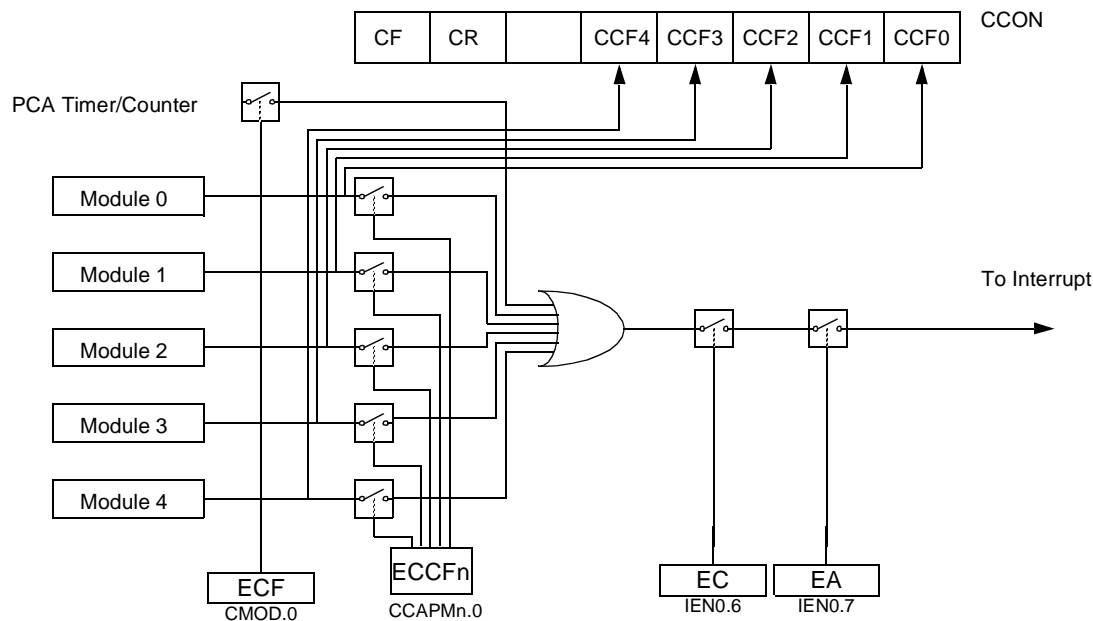 CCON
CF CR CCF4 CCF3 CCF2 CCF1 CCF0
PCA Timer/Counter
Module 0
Module 1
To Interrupt
Module 2
Module 3
Module 4
ECF
CMOD.0
ECCFn
CCAPMn.0
EC
IEN0.6
EA
IEN0.7